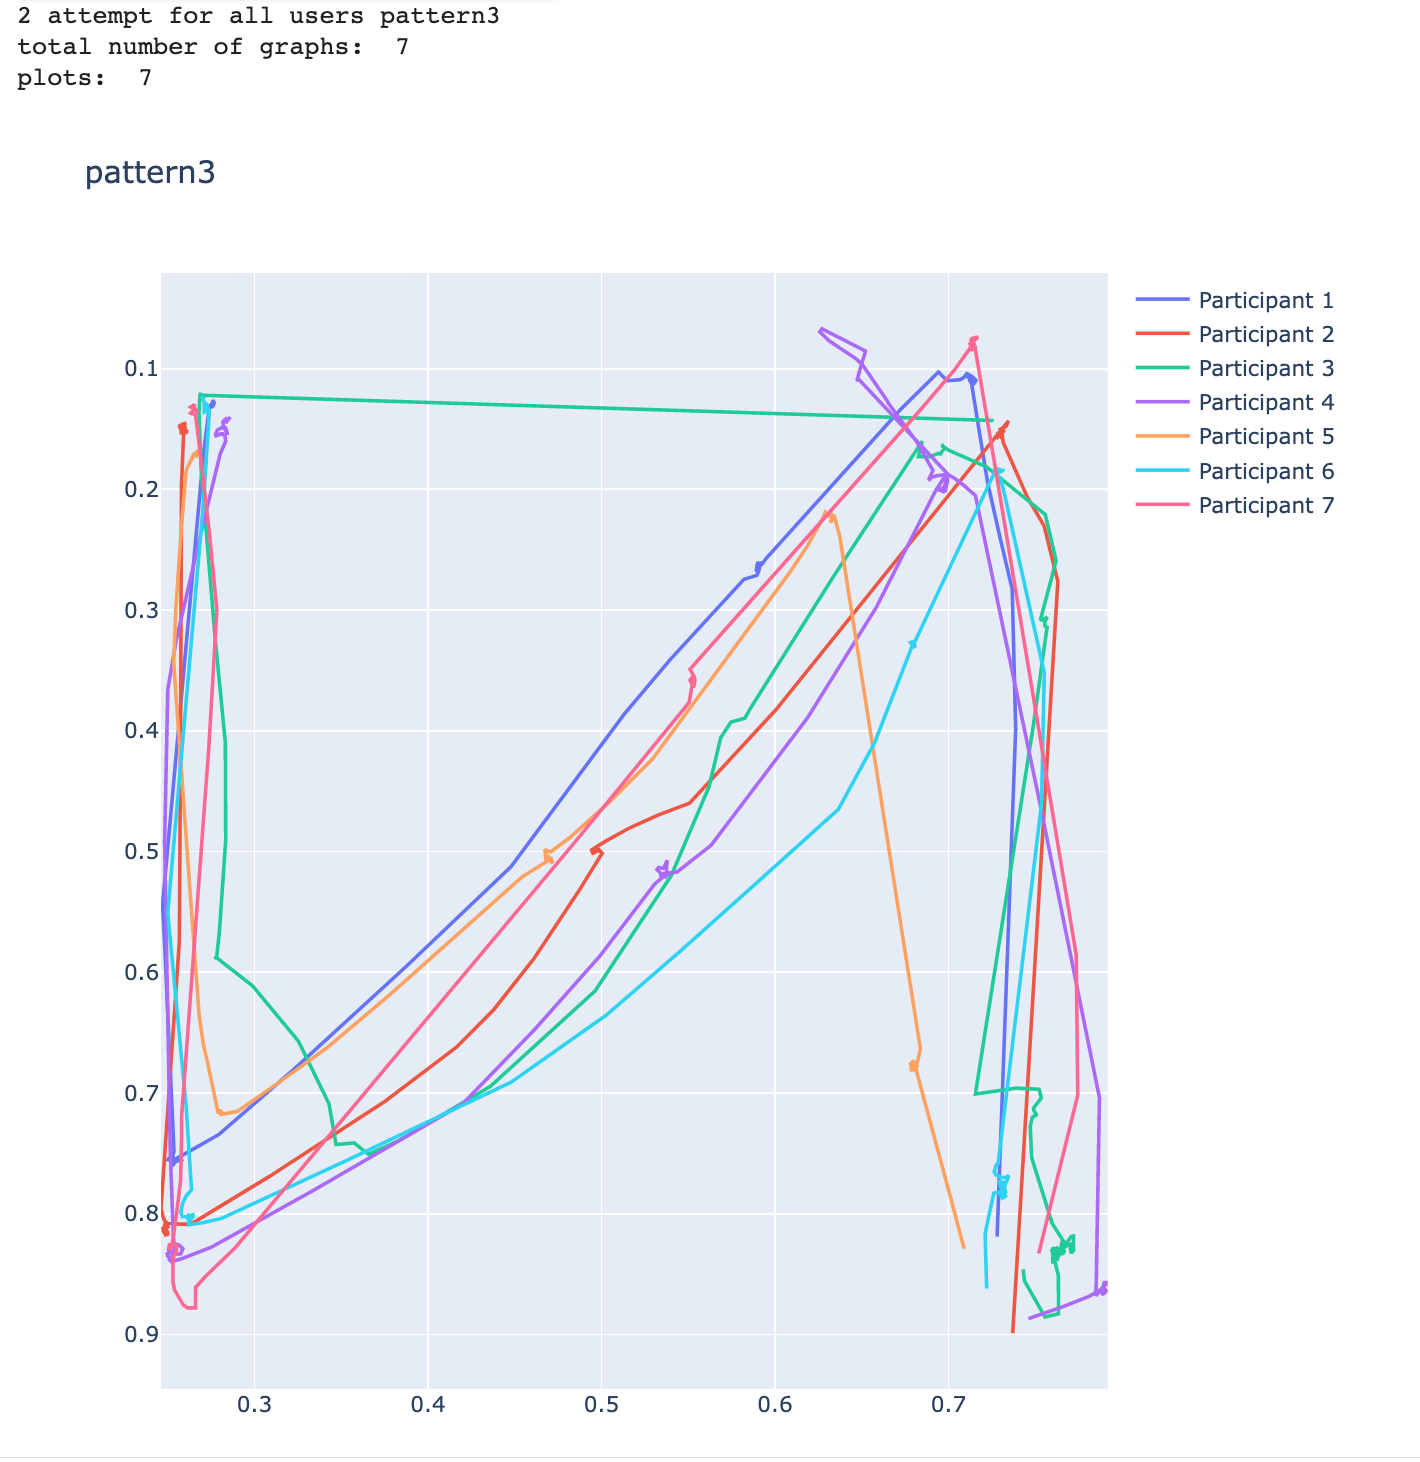 2 attempt for all users pattern3
total number of graphs:  7
plots:  7
pattern3
Participant 1
Participant 2
Participant 3
Participant 4
Participant 5
Participant 6
Participant 7
0.1
0.2
0.3
0.4
0.5
0.6
0.7
0.8
0.9
0.3 0.4 0.5 0.6 0.7